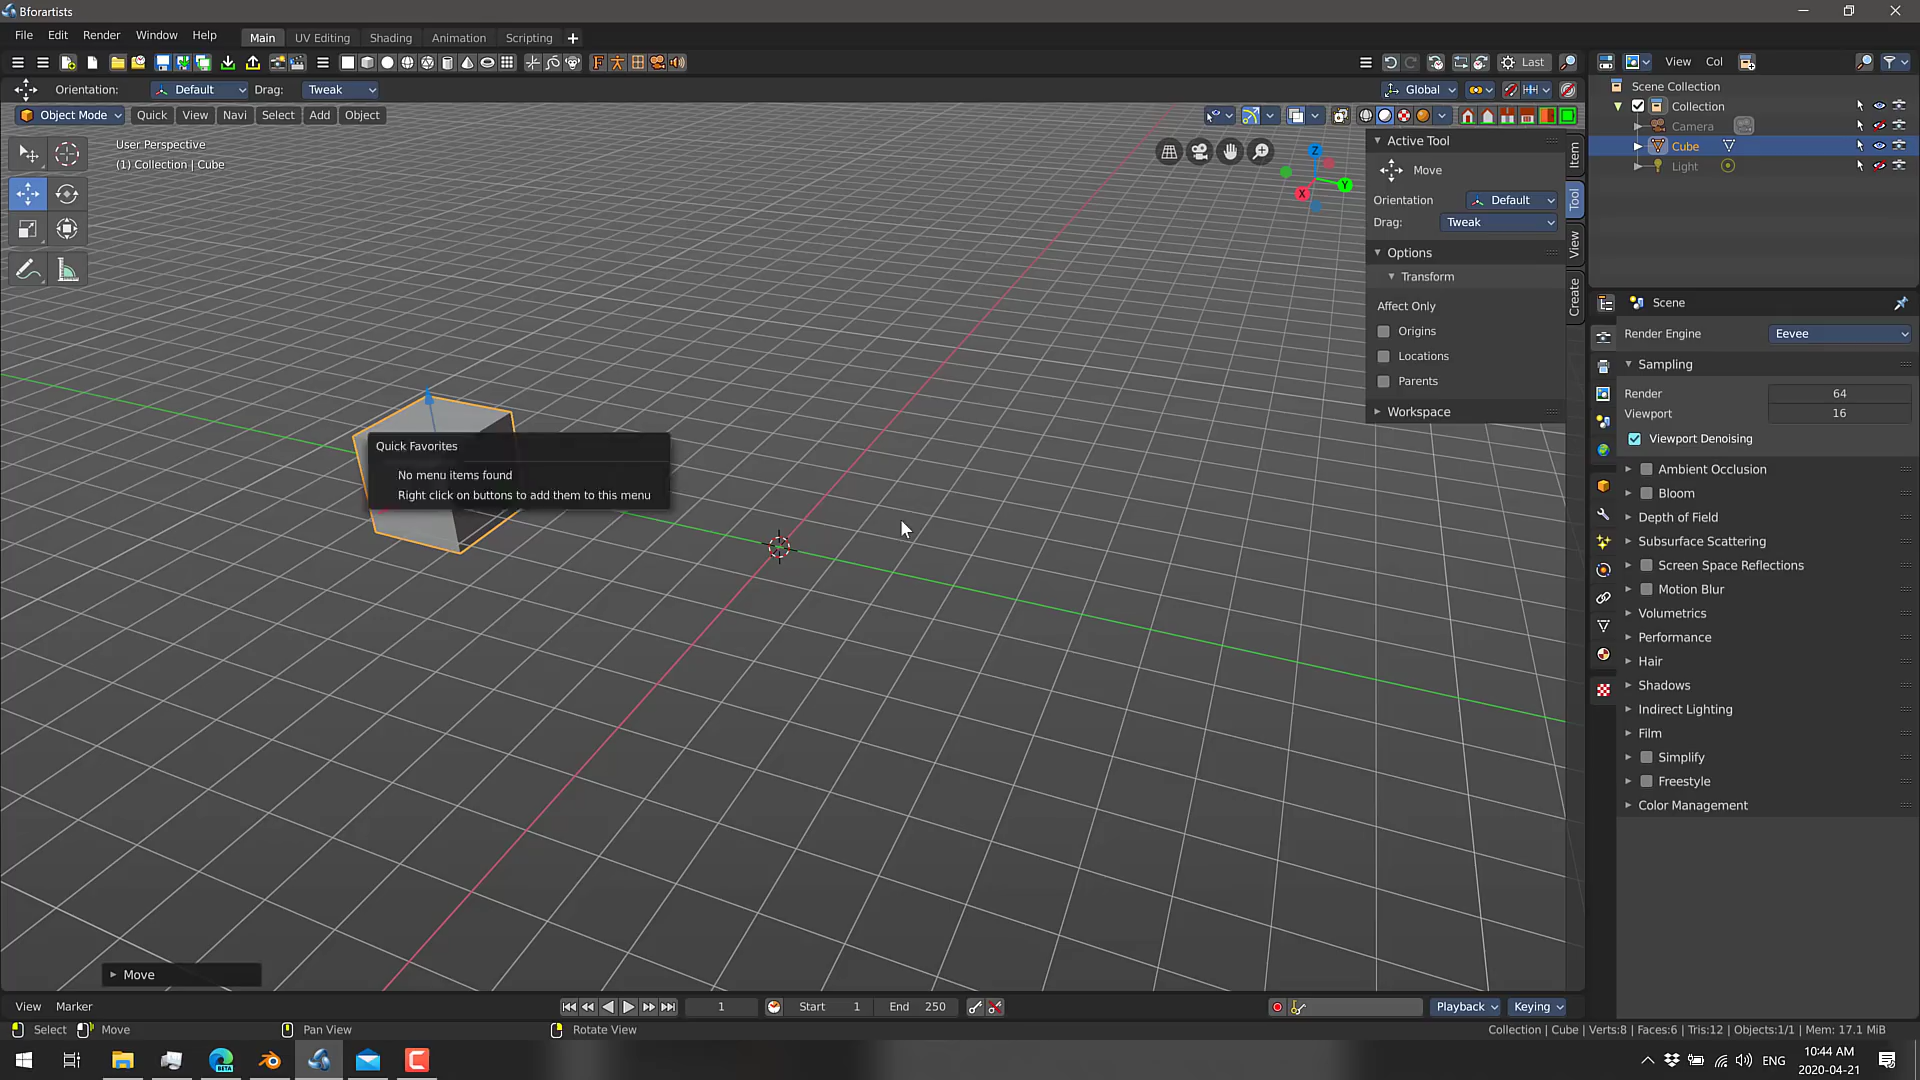 Bforartists
File Edit Render Window Help Main UV Editing Shading Animation Scripting
Last View Col
Orientation: Default Drag: Tweak Global
Object Mode Quick View Navi Select Add Object
User Perspective
(1) Collection | Cube
Z
Y
X
Quick Favorites
No menu items found
Right click on buttons to add them to this menu
Active Tool
Move
Orientation Default
Drag: Tweak
Options
Transform
Affect Only
Origins
Locations
Parents
Workspace
Item
Tool
View
Create
Scene Collection
Collection
Camera
Cube
Light
Scene
Render Engine Eevee
Sampling
Render 64
Viewport 16
Viewport Denoising
Ambient Occlusion
Bloom
Depth of Field
Subsurface Scattering
Screen Space Reflections
Motion Blur
Volumetrics
Performance
Hair
Shadows
Indirect Lighting
Film
Simplify
Freestyle
Color Management
Move
View Marker 1 Start 1 End 250 Playback Keying
Select Move Pan View Rotate View Collection | Cube | Verts:8 | Faces:6 | Tris:12 | Objects:1/1 | Mem: 17.1 MiB
BETA
ENG
10:44 AM
2020-04-21